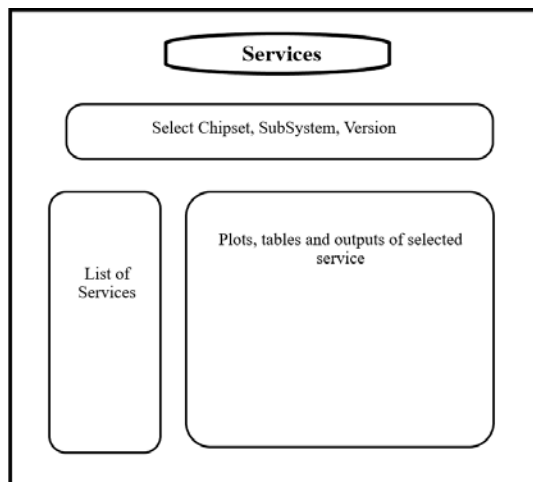 Services
Select Chipset, SubSystem, Version
List of
Services
Plots, tables and outputs of selected
service